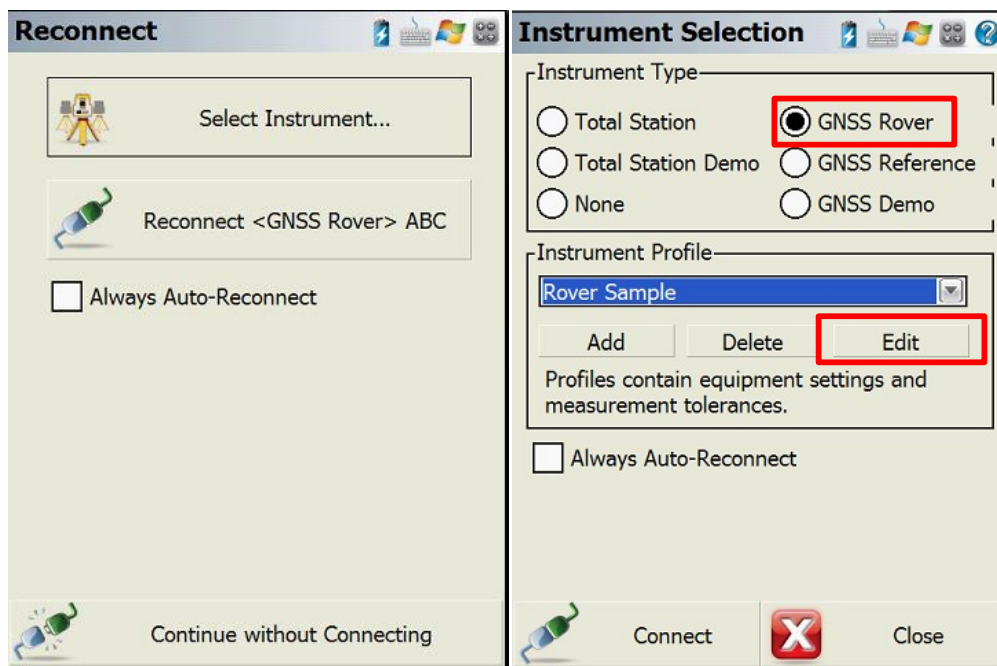 Reconnect
Select Instrument...
Reconnect <GNSS Rover> ABC
Always Auto-Reconnect
Continue without Connecting
Instrument Selection
Instrument Type
Total Station
GNSS Rover
Total Station Demo
GNSS Reference
None
GNSS Demo
Instrument Profile
Rover Sample
Add
Delete
Edit
Profiles contain equipment settings and
measurement tolerances.
Always Auto-Reconnect
Connect
Close